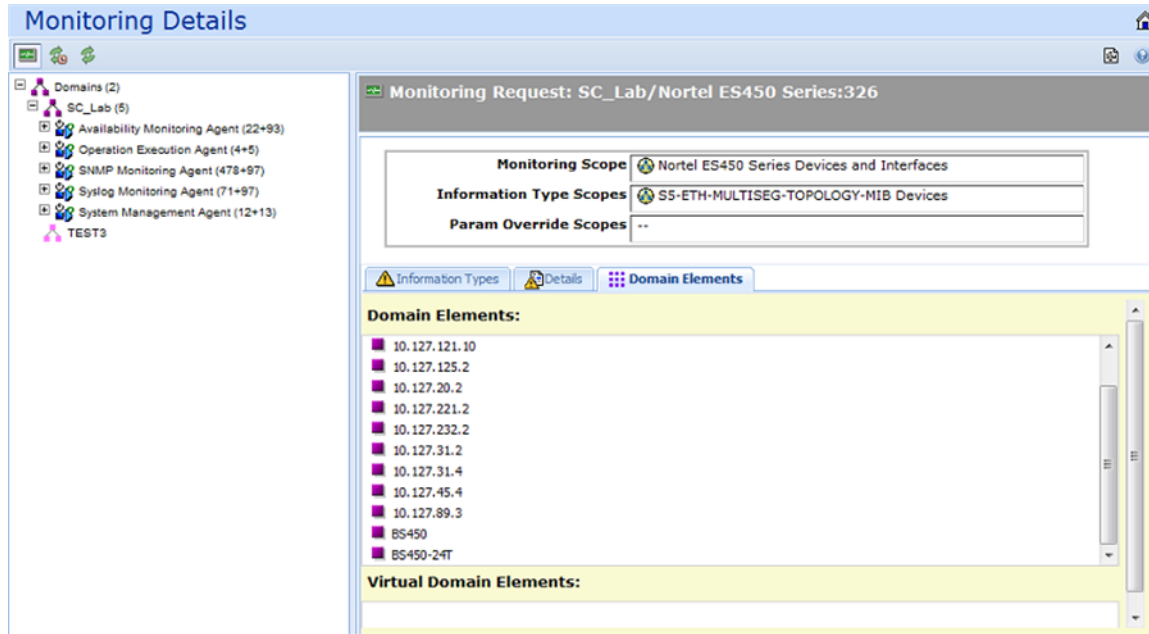 Monitoring Details
Domains (2)
SC_Lab (5)
Availability Monitoring Agent (22+93)
Operation Execution Agent (4+5)
SNMP Monitoring Agent (478+97)
Syslog Monitoring Agent (71+97)
System Management Agent (12+13)
TEST3
Monitoring Request: SC_Lab/Nortel ES450 Series:326
Monitoring Scope Nortel ES450 Series Devices and Interfaces
Information Type Scopes S5-ETH-MULTISEG-TOPOLOGY-MIB Devices
Param Override Scopes --
Information Types Details Domain Elements
Domain Elements:
10.127.121.10
10.127.125.2
10.127.20.2
10.127.221.2
10.127.232.2
10.127.31.2
10.127.31.4
10.127.45.4
10.127.89.3
BS450
BS450-24T
Virtual Domain Elements: